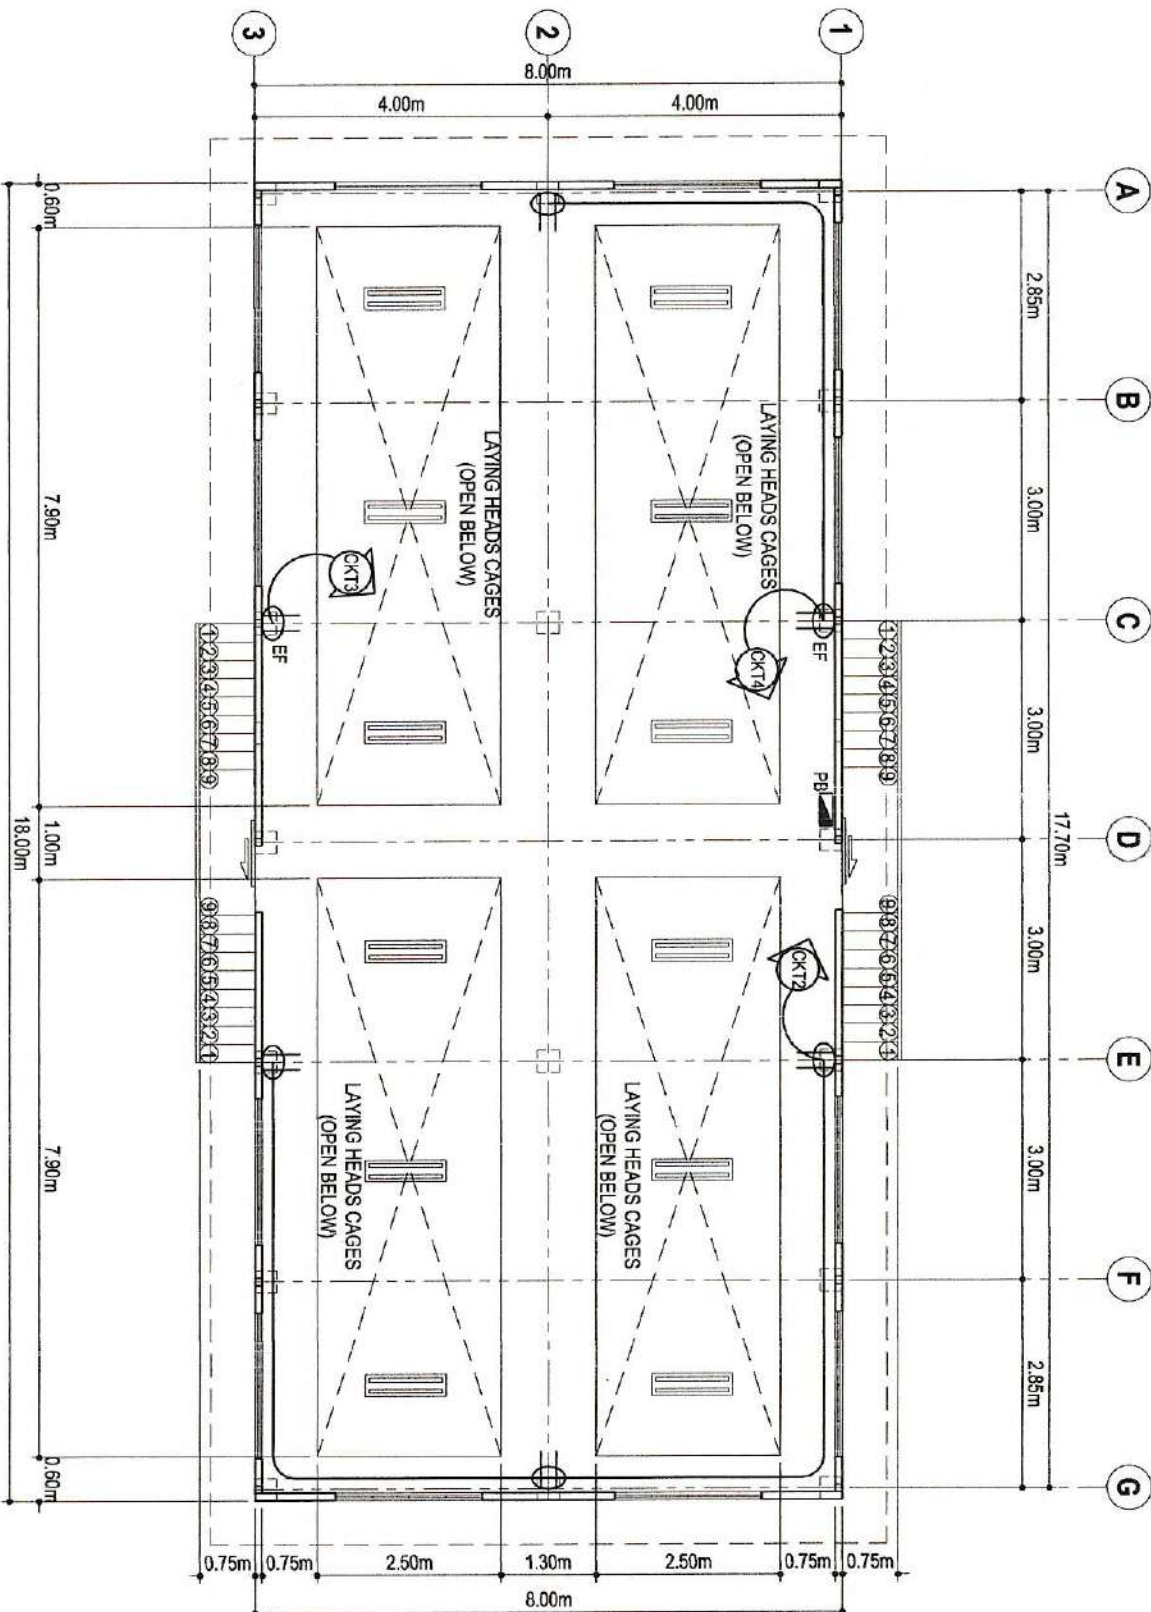 3
2
1
8.00m
4.00m
4.00m
A
B
C
D
E
F
G
2.85m
3.00m
3.00m
3.00m
3.00m
2.85m
17.70m
0.60m
7.90m
1.00m
7.90m
0.60m
18.00m
LAYING HEADS CAGES
(OPEN BELOW)
LAYING HEADS CAGES
(OPEN BELOW)
LAYING HEADS CAGES
(OPEN BELOW)
LAYING HEADS CAGES
(OPEN BELOW)
CKT3
CKT4
CKT2
EF
EF
PB
1 2 3 4 5 6 7 8 9
9 8 7 6 5 4 3 2 1
1 2 3 4 5 6 7 8 9
9 8 7 6 5 4 3 2 1
0.75m
0.75m
2.50m
1.30m
2.50m
0.75m
0.75m
8.00m